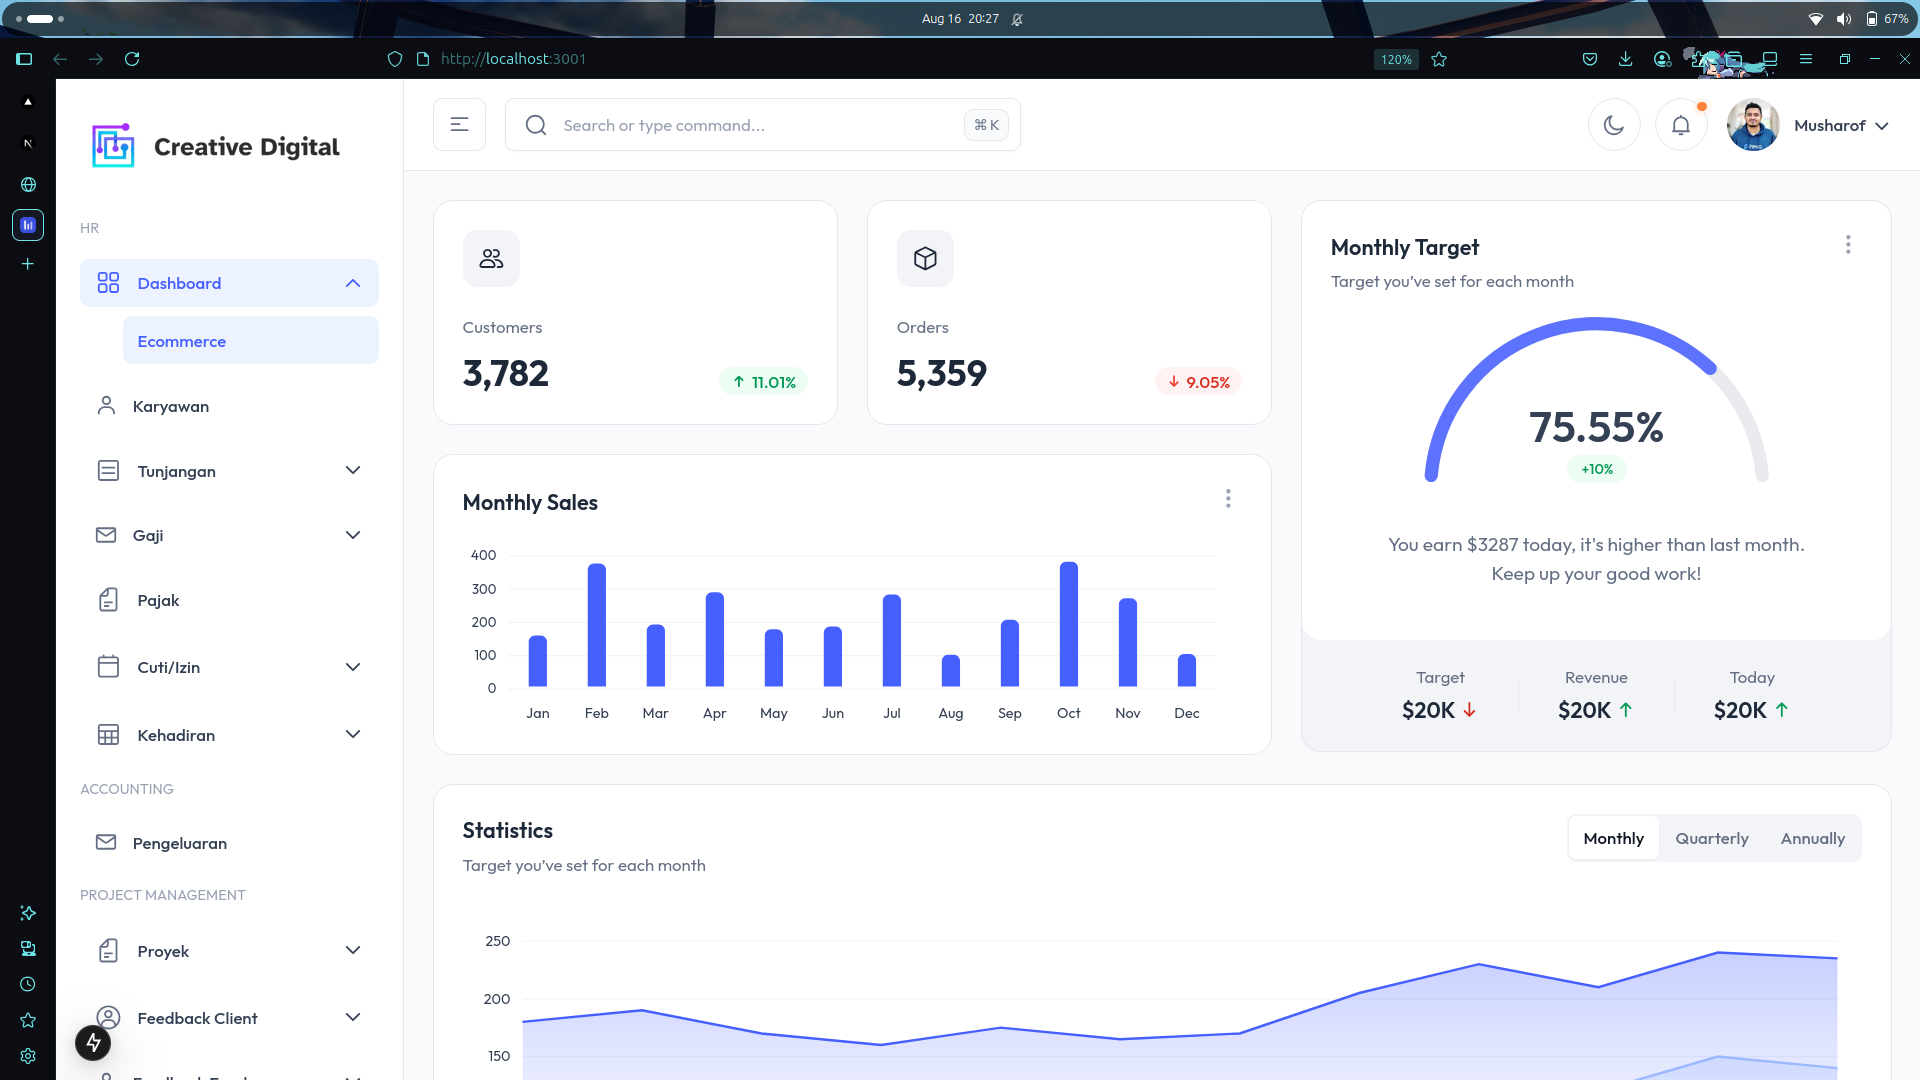 Aug 16 20:27
67%
http://localhost:3001
120%
Creative Digital
HR
Dashboard
Ecommerce
Karyawan
Tunjangan
Gaji
Pajak
Cuti/Izin
Kehadiran
ACCOUNTING
Pengeluaran
PROJECT MANAGEMENT
Proyek
Feedback Client
Search or type command...
⌘ K
Musharof
Customers
3,782
11.01%
Orders
5,359
9.05%
Monthly Sales
400
300
200
100
0
Jan Feb Mar Apr May Jun Jul Aug Sep Oct Nov Dec
Monthly Target
Target you've set for each month
75.55%
+10%
You earn $3287 today, it's higher than last month.
Keep up your good work!
Target Revenue Today
$20K $20K $20K
Statistics
Target you've set for each month
Monthly Quarterly Annually
250
200
150